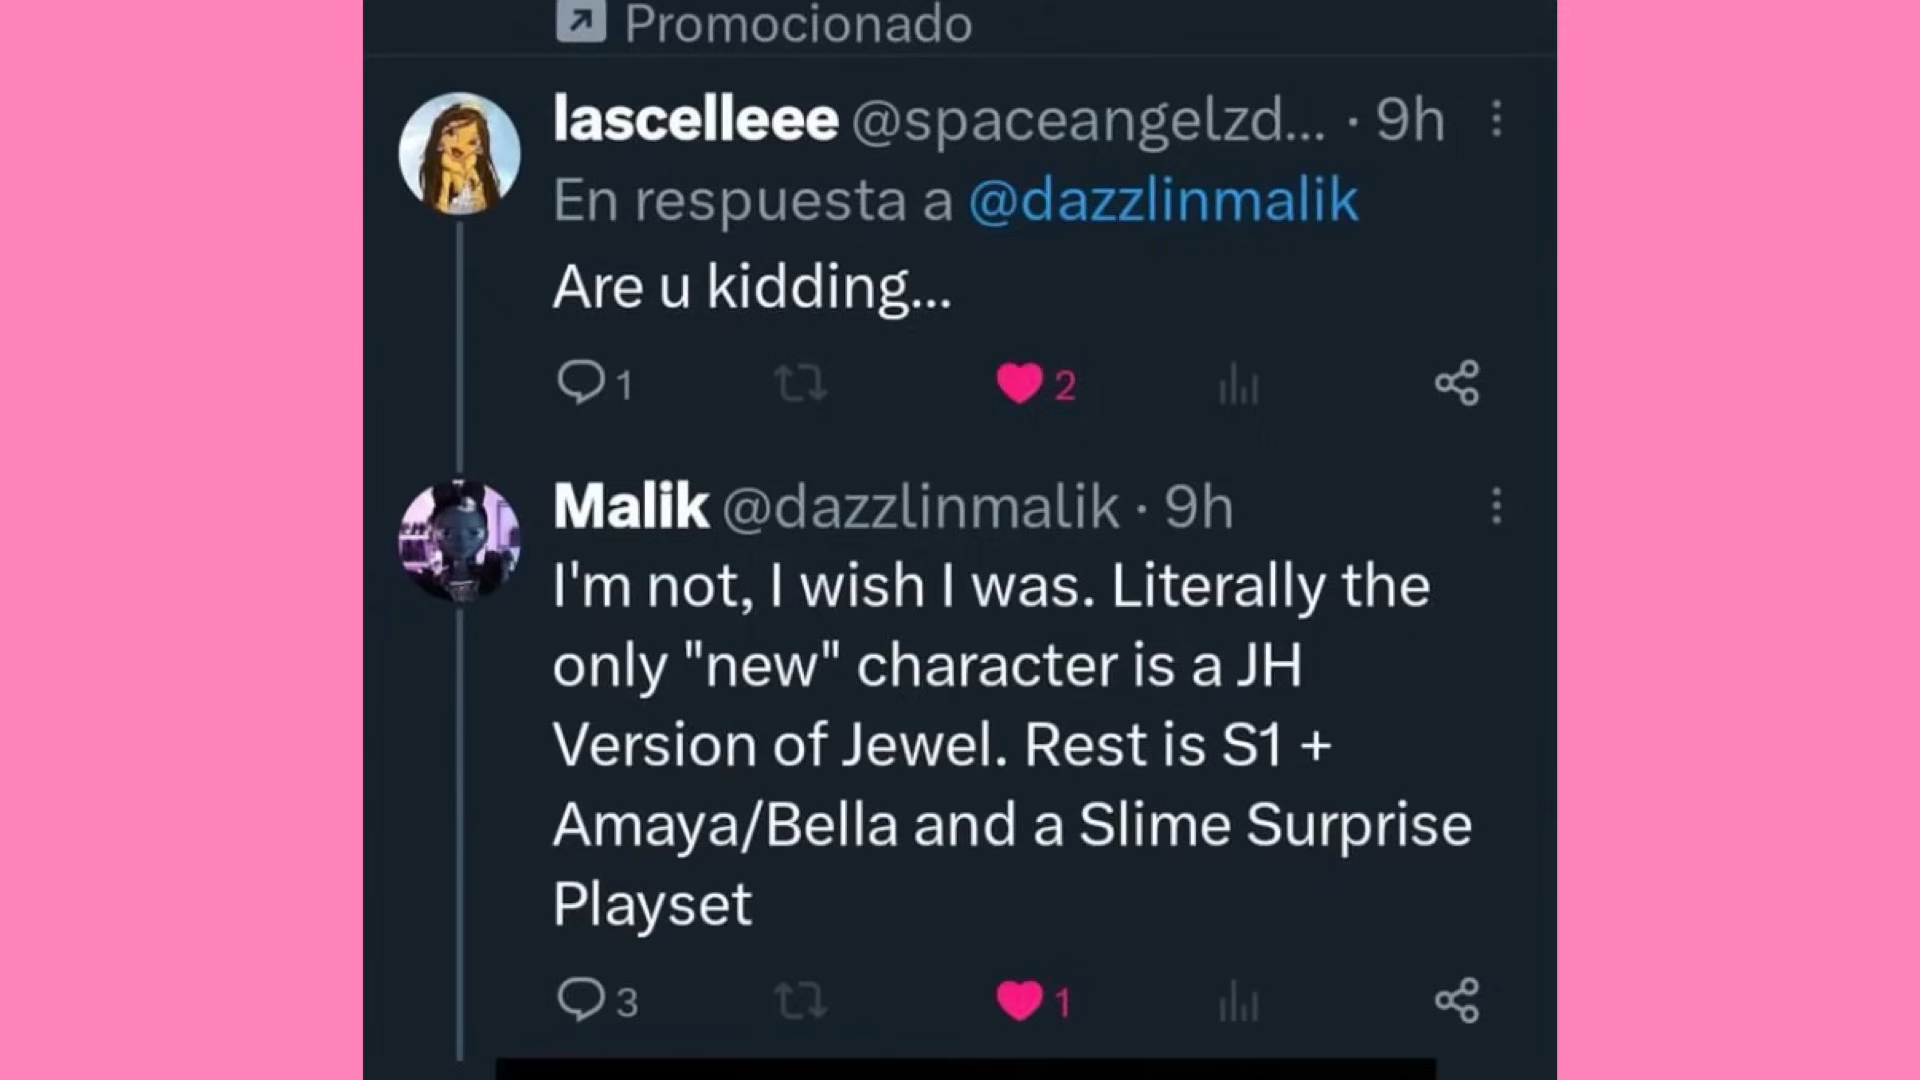 Promocionado
lascelleee @spaceangelzd... · 9h
En respuesta a @dazzlinmalik
Are u kidding...
1 2
Malik @dazzlinmalik · 9h
I'm not, I wish I was. Literally the
only "new" character is a JH
Version of Jewel. Rest is S1 +
Amaya/Bella and a Slime Surprise
Playset
3 1